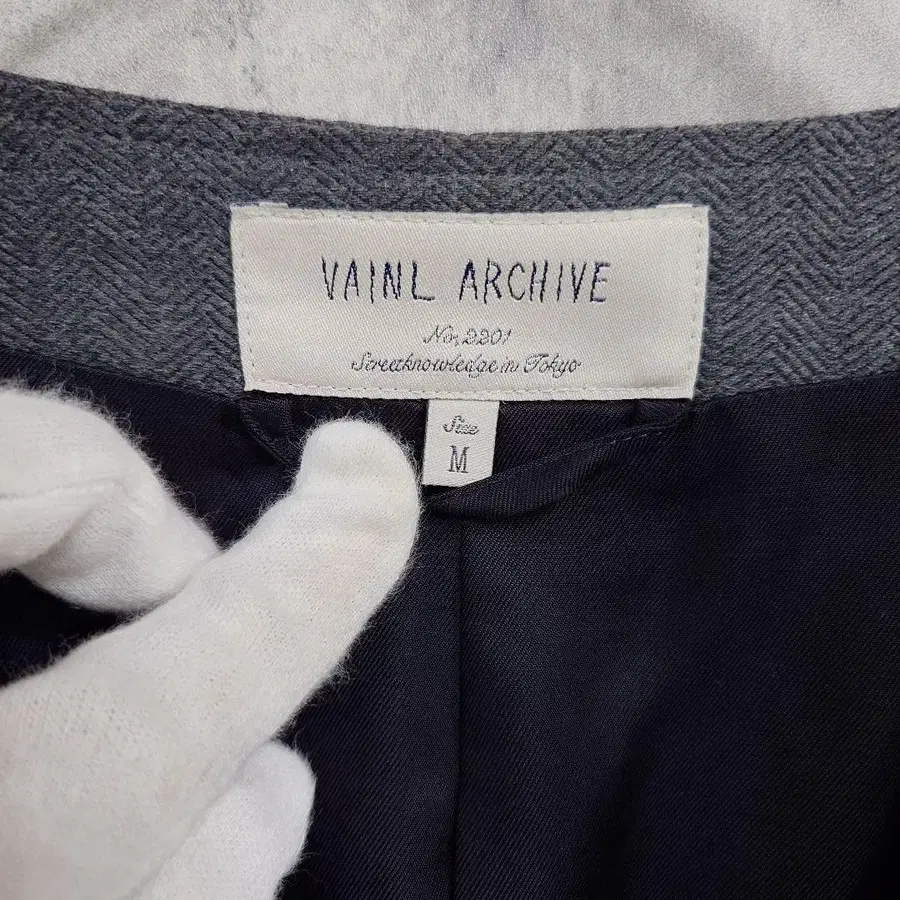 VAINL ARCHIVE
No, 2201
Streetknowledge in Tokyo
Size
M